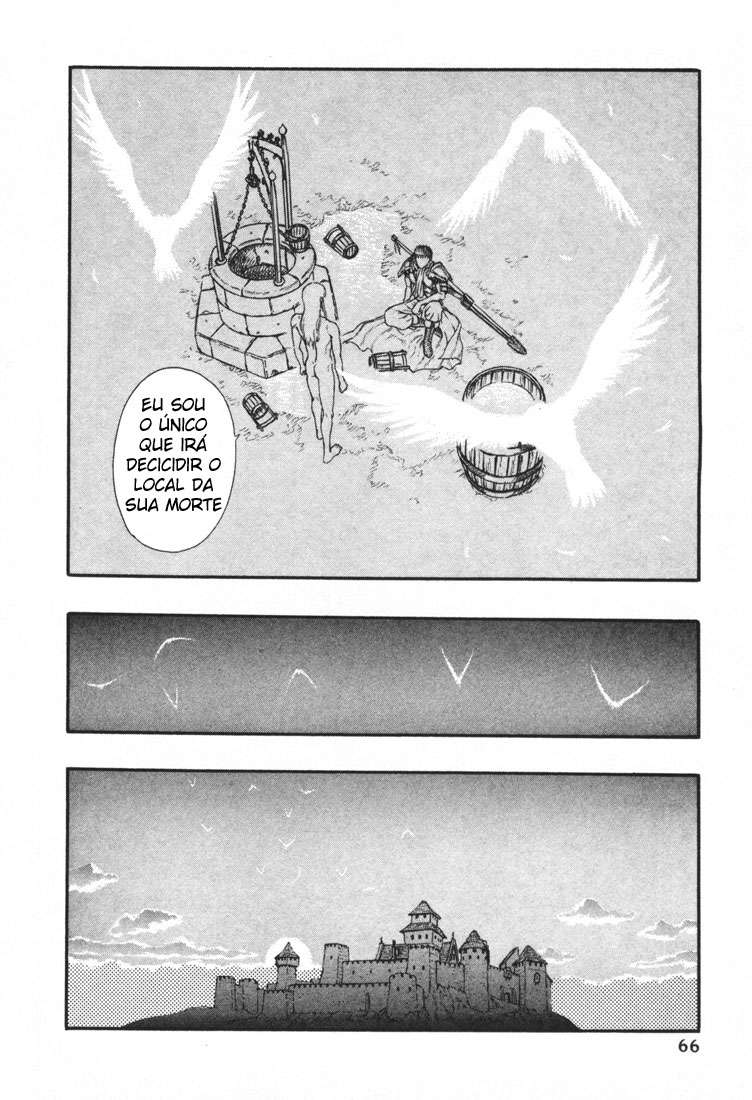 EU SOU
O ÚNICO
QUE IRÁ
DECICIDIR O
LOCAL DA
SUA MORTE
66